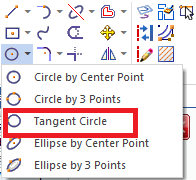 Circle by Center Point
Circle by 3 Points
Tangent Circle
Ellipse by Center Point
Ellipse by 3 Points